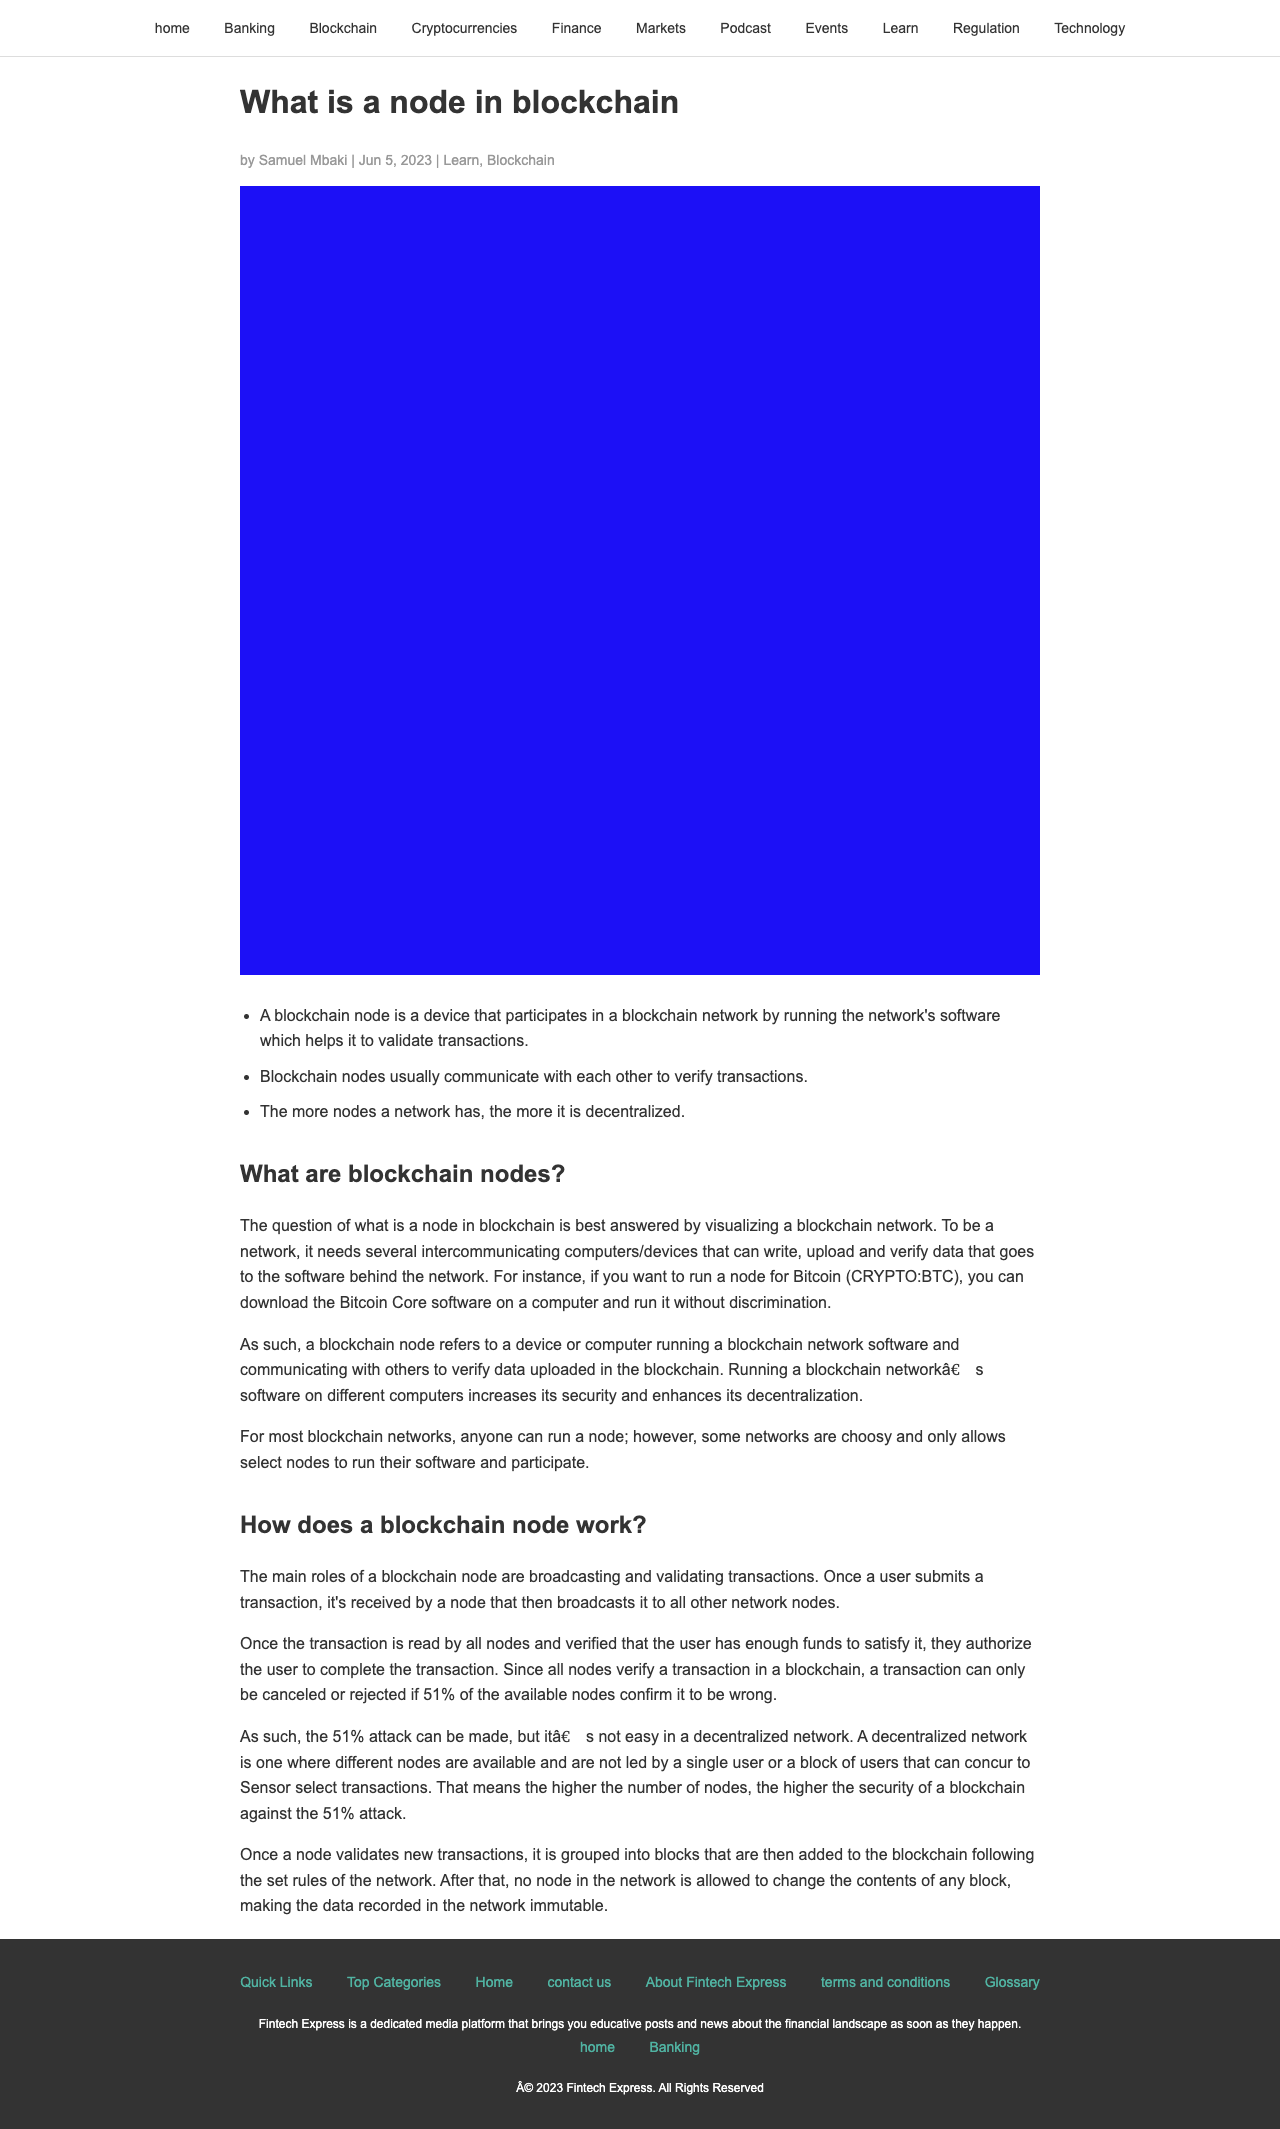 home Banking Blockchain Cryptocurrencies Finance Markets Podcast Events Learn Regulation Technology
What is a node in blockchain
by Samuel Mbaki | Jun 5, 2023 | Learn, Blockchain
• A blockchain node is a device that participates in a blockchain network by running the network's software
which helps it to validate transactions.
• Blockchain nodes usually communicate with each other to verify transactions.
• The more nodes a network has, the more it is decentralized.
What are blockchain nodes?
The question of what is a node in blockchain is best answered by visualizing a blockchain network. To be a
network, it needs several intercommunicating computers/devices that can write, upload and verify data that goes
to the software behind the network. For instance, if you want to run a node for Bitcoin (CRYPTO:BTC), you can
download the Bitcoin Core software on a computer and run it without discrimination.
As such, a blockchain node refers to a device or computer running a blockchain network software and
communicating with others to verify data uploaded in the blockchain. Running a blockchain networkâ€ s
software on different computers increases its security and enhances its decentralization.
For most blockchain networks, anyone can run a node; however, some networks are choosy and only allows
select nodes to run their software and participate.
How does a blockchain node work?
The main roles of a blockchain node are broadcasting and validating transactions. Once a user submits a
transaction, it's received by a node that then broadcasts it to all other network nodes.
Once the transaction is read by all nodes and verified that the user has enough funds to satisfy it, they authorize
the user to complete the transaction. Since all nodes verify a transaction in a blockchain, a transaction can only
be canceled or rejected if 51% of the available nodes confirm it to be wrong.
As such, the 51% attack can be made, but itâ€ s not easy in a decentralized network. A decentralized network
is one where different nodes are available and are not led by a single user or a block of users that can concur to
Sensor select transactions. That means the higher the number of nodes, the higher the security of a blockchain
against the 51% attack.
Once a node validates new transactions, it is grouped into blocks that are then added to the blockchain following
the set rules of the network. After that, no node in the network is allowed to change the contents of any block,
making the data recorded in the network immutable.
Quick Links Top Categories Home contact us About Fintech Express terms and conditions Glossary
Fintech Express is a dedicated media platform that brings you educative posts and news about the financial landscape as soon as they happen.
home Banking
Â© 2023 Fintech Express. All Rights Reserved